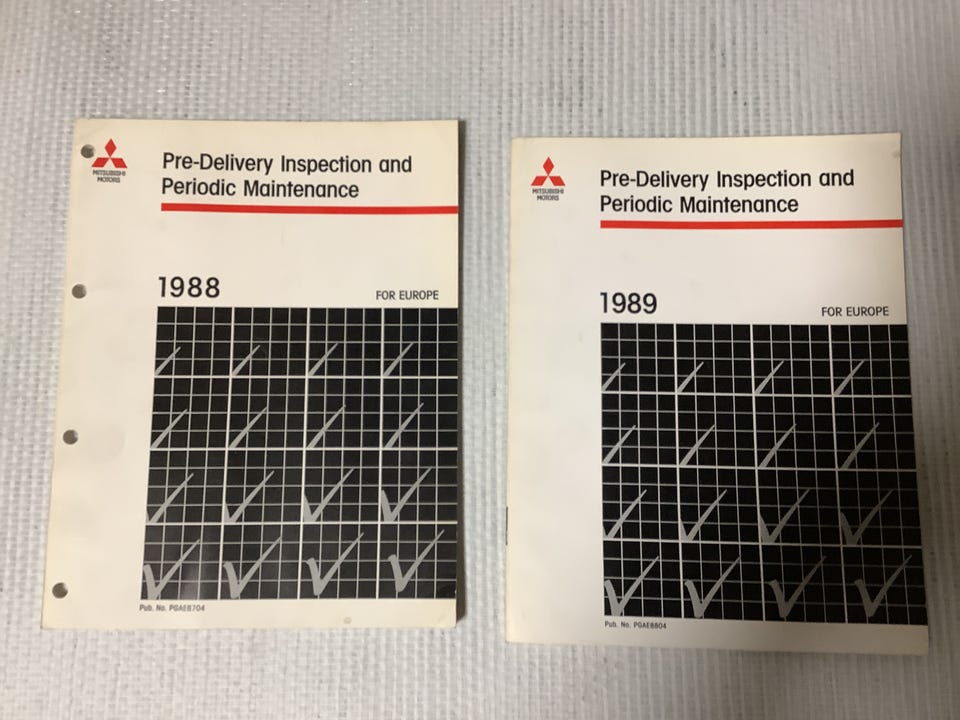 MITSUBISHI
MOTORS
Pre-Delivery Inspection and
Periodic Maintenance
1988
FOR EUROPE
Pub. No. PGAE8704
MITSUBISHI
MOTORS
Pre-Delivery Inspection and
Periodic Maintenance
1989
FOR EUROPE
Pub. No. PGAE8804